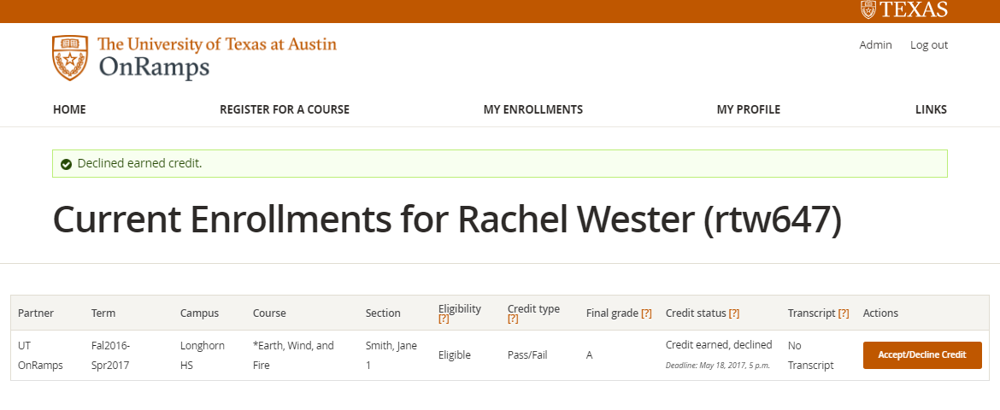 TEXAS
The University of Texas at Austin
OnRamps
Admin Log out
HOME REGISTER FOR A COURSE MY ENROLLMENTS MY PROFILE LINKS
Declined earned credit.
Current Enrollments for Rachel Wester (rtw647)
Partner Term Campus Course Section Eligibility [?] Credit type [?] Final grade [?] Credit status [?] Transcript [?] Actions
UT OnRamps Fal2016-Spr2017 Longhorn HS *Earth, Wind, and Fire Smith, Jane 1 Eligible Pass/Fail A Credit earned, declined Deadline: May 18, 2017, 5 p.m. No Transcript Accept/Decline Credit